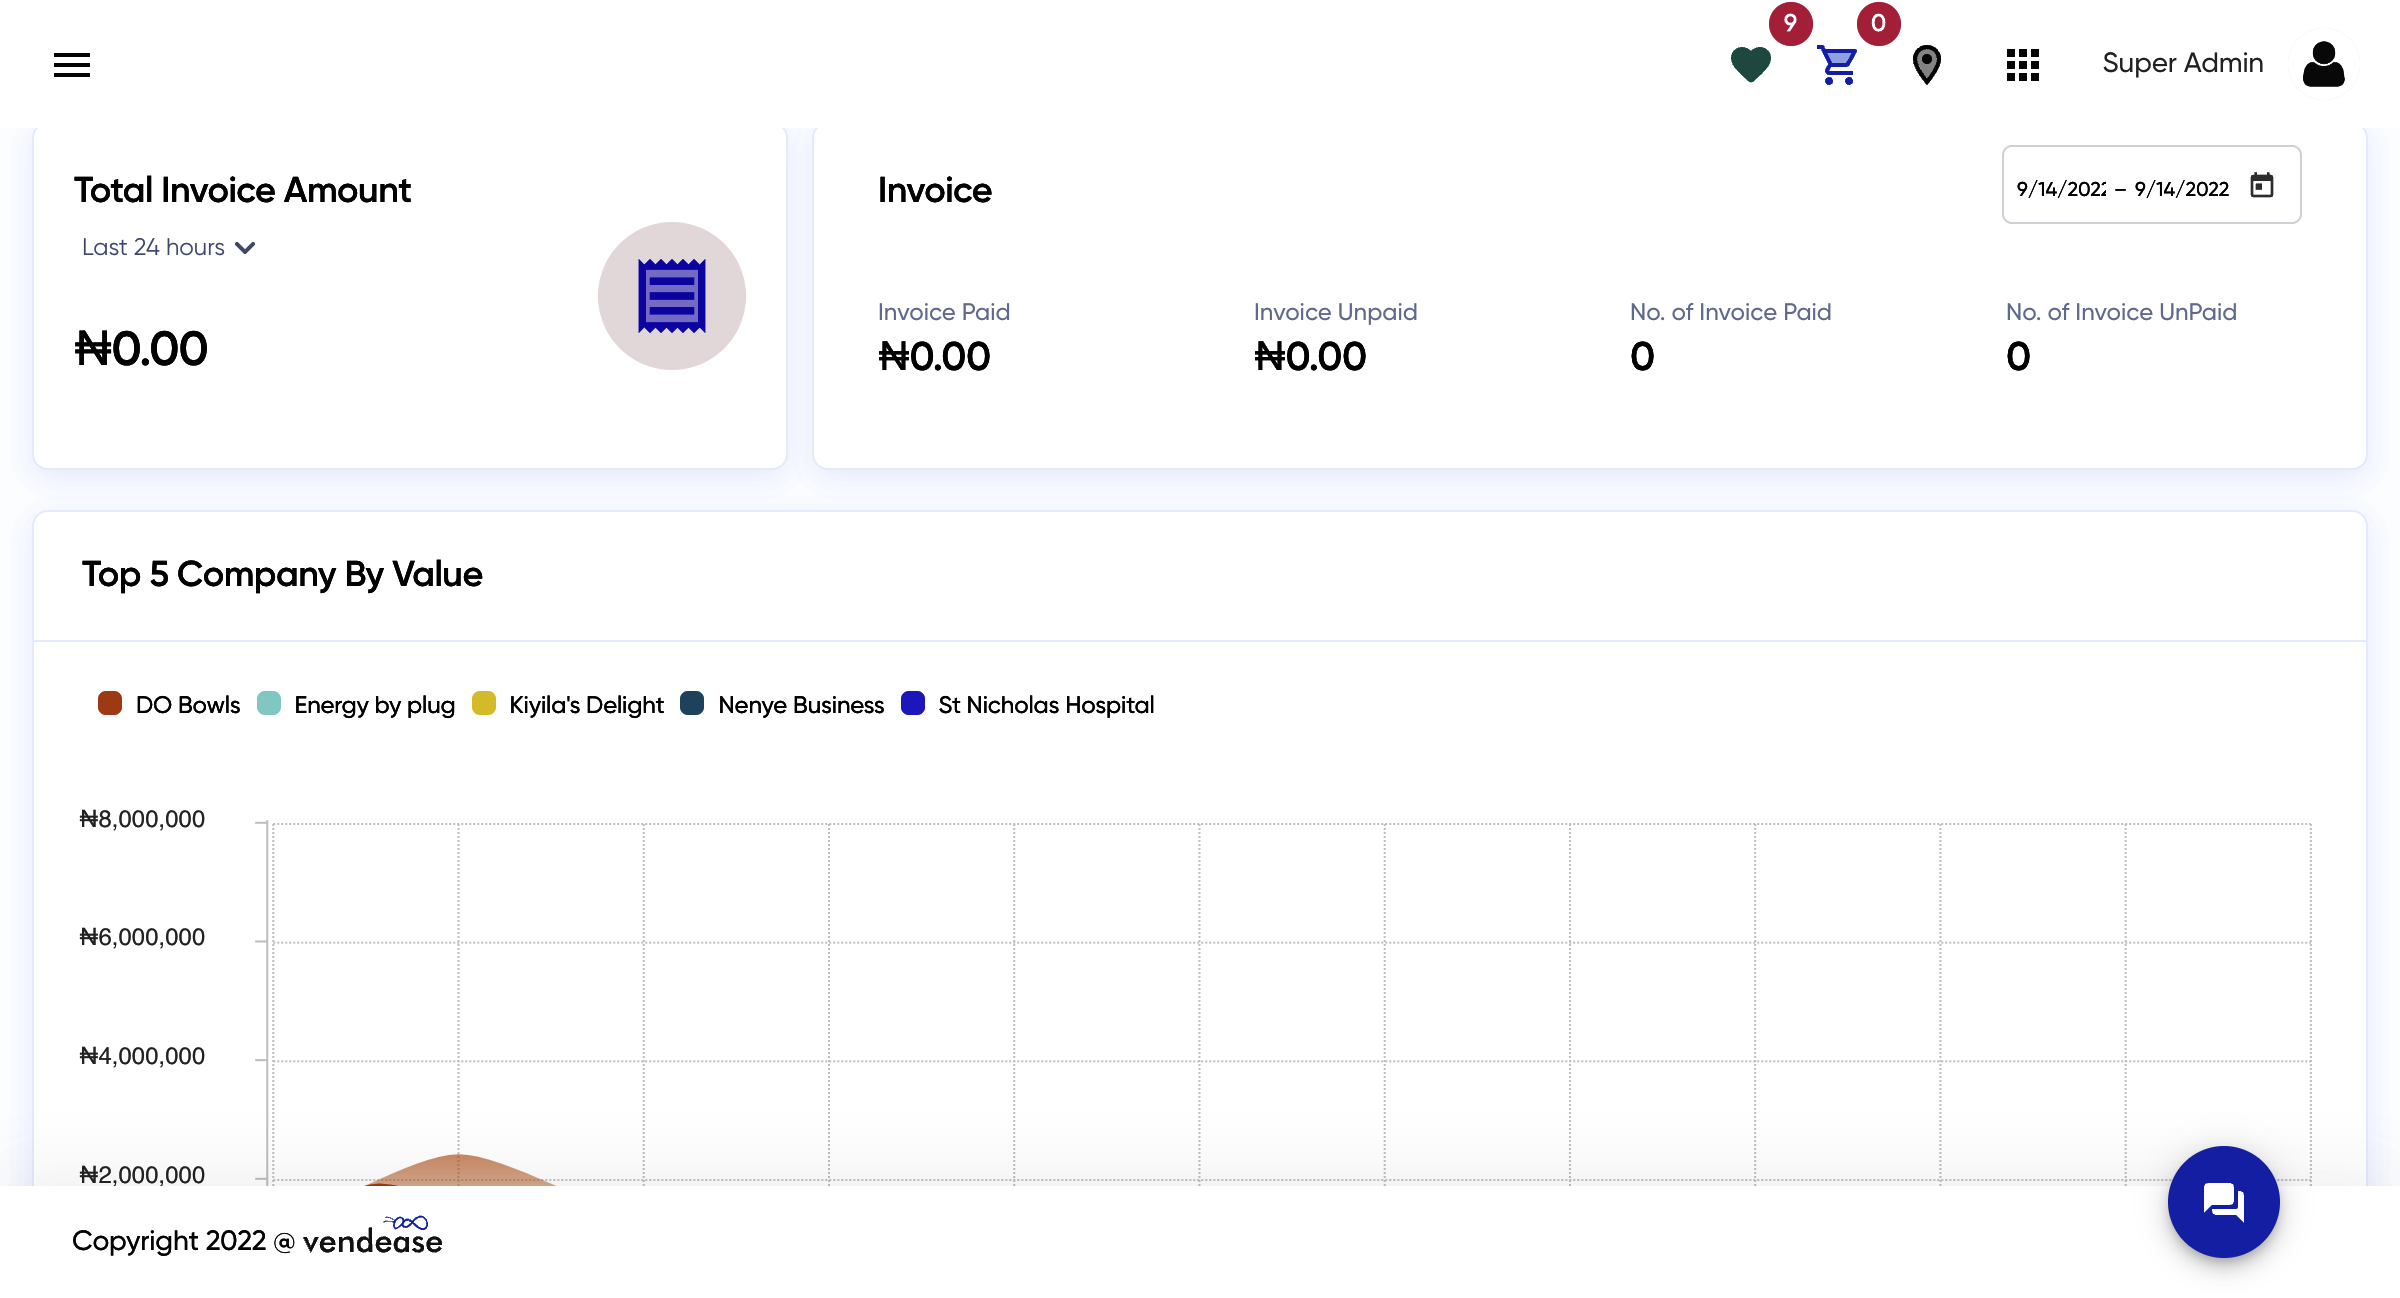 9
0
Super Admin
Total Invoice Amount
Last 24 hours
₦0.00
Invoice
9/14/2022 – 9/14/2022
Invoice Paid
₦0.00
Invoice Unpaid
₦0.00
No. of Invoice Paid
0
No. of Invoice UnPaid
0
Top 5 Company By Value
DO Bowls Energy by plug Kiyila's Delight Nenye Business St Nicholas Hospital
₦8,000,000
₦6,000,000
₦4,000,000
₦2,000,000
Copyright 2022 @ vendease